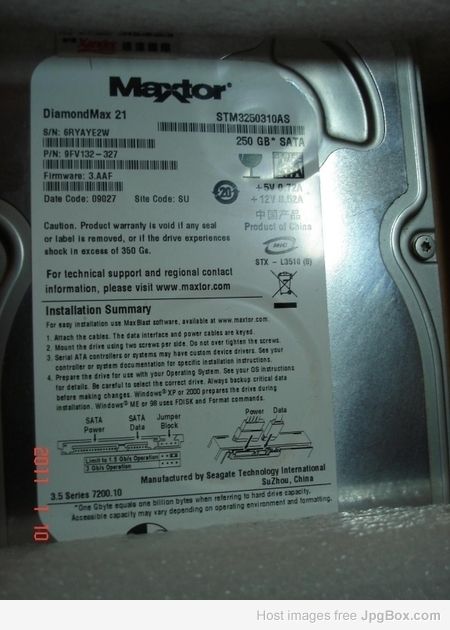 Maxtor
DiamondMax 21
STM3250310AS
S/N: 6RYAYE2W
250 GB* SATA
P/N: 9FV132-327
Firmware: 3.AAF
+5V 0.72A
20
+12V 0.52A
Date Code: 09027 Site Code: SU
中国产品
Product of China
Caution. Product warranty is void if any seal
or label is removed, or if the drive experiences
shock in excess of 350 Gs.
STX - L3510 (B)
For technical support and regional contact
information, please visit www.maxtor.com
Installation Summary
For easy installation use MaxBlast software, available at www.maxtor.com.
1. Attach the cables. The data interface and power cables are keyed.
2. Mount the drive using two screws per side. Do not over tighten the screws.
3. Serial ATA controllers or systems may have custom device drivers. See your
controller or system documentation for specific installation instructions.
4. Prepare the drive for use with your Operating System. See your OS instructions
for details. Be careful to select the correct drive. Always backup critical data
before making changes. Windows® XP or 2000 prepares the drive during
installation. Windows® ME or 98 uses FDISK and Format commands.
SATA Power
SATA Data
Jumper Block
Power Data
Limit to 1.5 Gb/s Operation
3 Gb/s Operation
Manufactured by Seagate Technology International
SuZhou, China
3.5 Series 7200.10
*One Gbyte equals one billion bytes when referring to hard drive capacity.
Accessible capacity may vary depending on operating environment and formatting.
2011 1 10
Host images free JpgBox.com